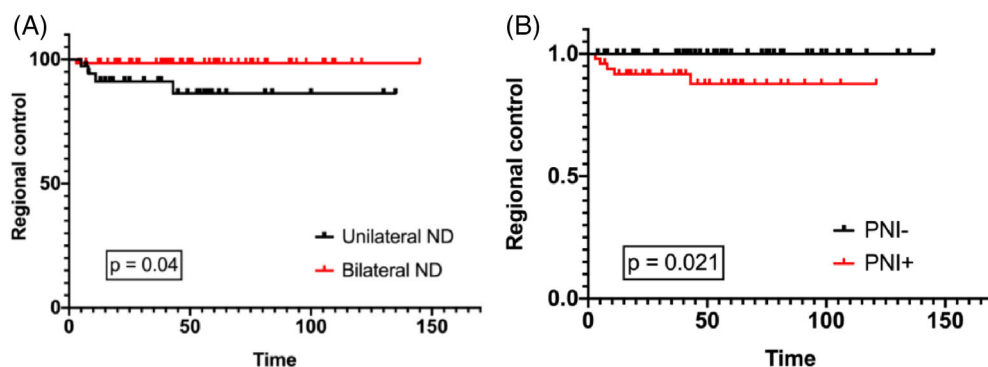 (A)
Regional control
100
50
0
0 50 100 150
Time
Unilateral ND
Bilateral ND
p = 0.04
(B)
Regional control
1.0
0.5
0.0
0 50 100 150
Time
PNI-
PNI+
p = 0.021